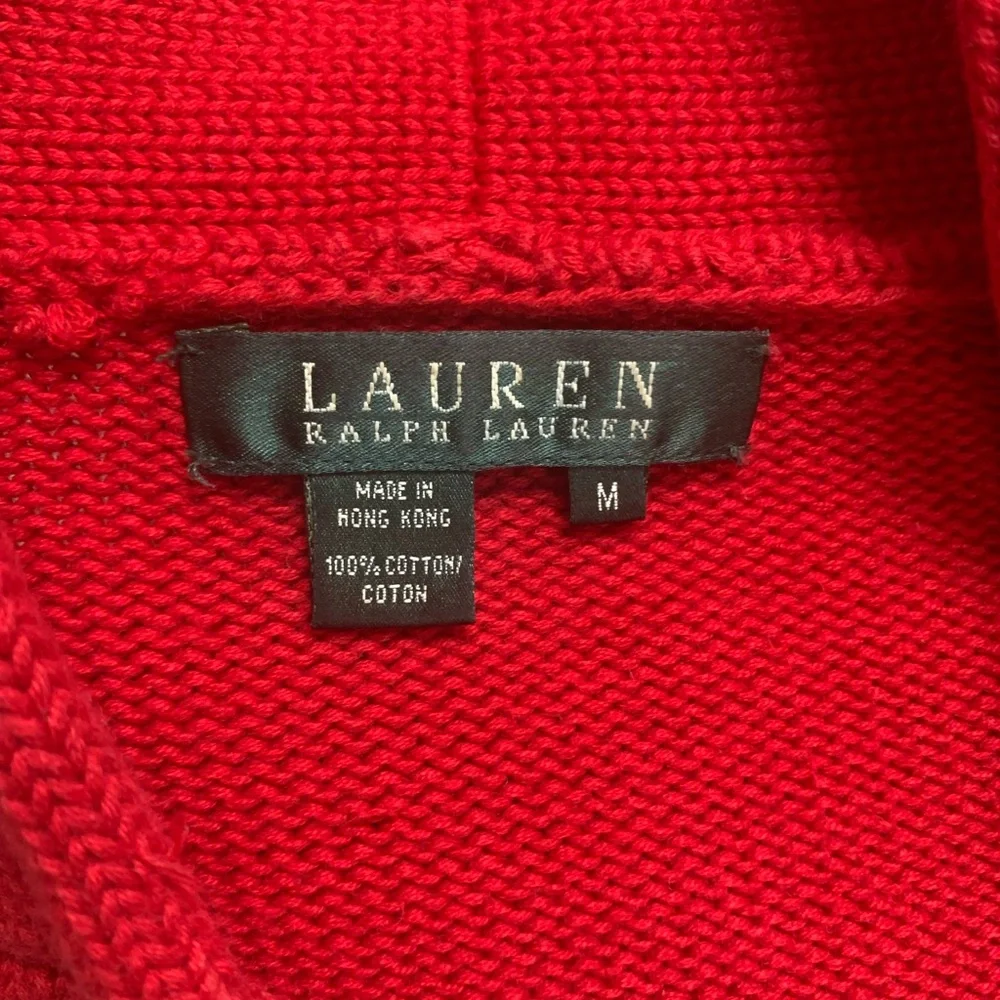 LAUREN
RALPH LAUREN
MADE IN
HONG KONG
100% COTTON/
COTON
M